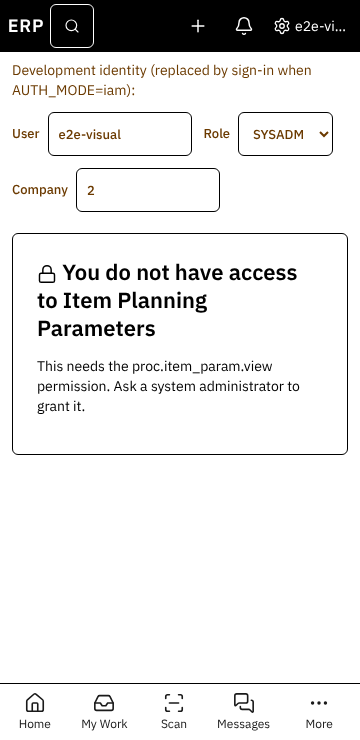 ERP
e2e-vi...
Development identity (replaced by sign-in when
AUTH_MODE=iam):
User e2e-visual Role SYSADM
Company 2
You do not have access
to Item Planning
Parameters
This needs the proc.item_param.view
permission. Ask a system administrator to
grant it.
Home My Work Scan Messages More